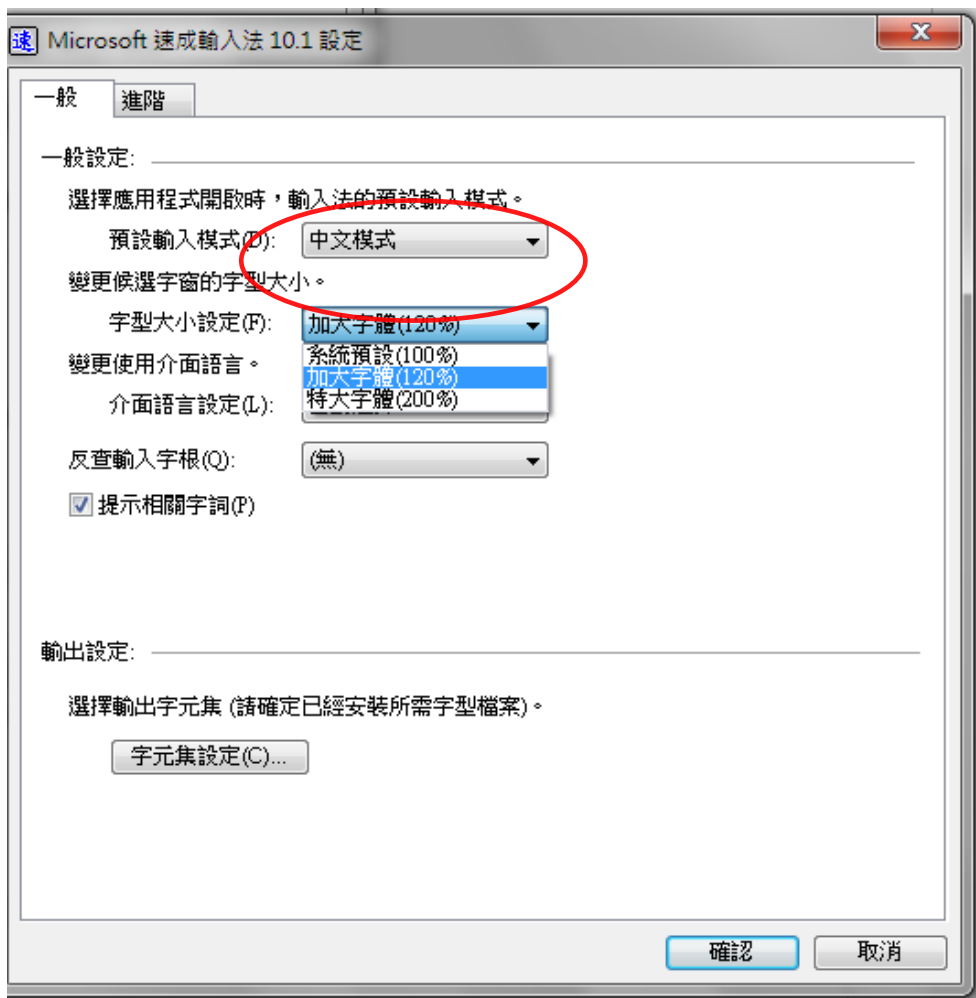 速 Microsoft 速成輸入法 10.1 設定
一般 進階
一般設定:
選擇應用程式開啟時，輸入法的預設輸入模式。
預設輸入模式(D): 中文模式
變更候選字窗的字型大小。
字型大小設定(F): 加大字體(120%)
系統預設(100%)
變更使用介面語言。
加大字體(120%)
特大字體(200%)
介面語言設定(L):
反查輸入字根(Q): (無)
提示相關字詞(P)
輸出設定:
選擇輸出字元集 (請確定已經安裝所需字型檔案)。
字元集設定(C)...
確認 取消